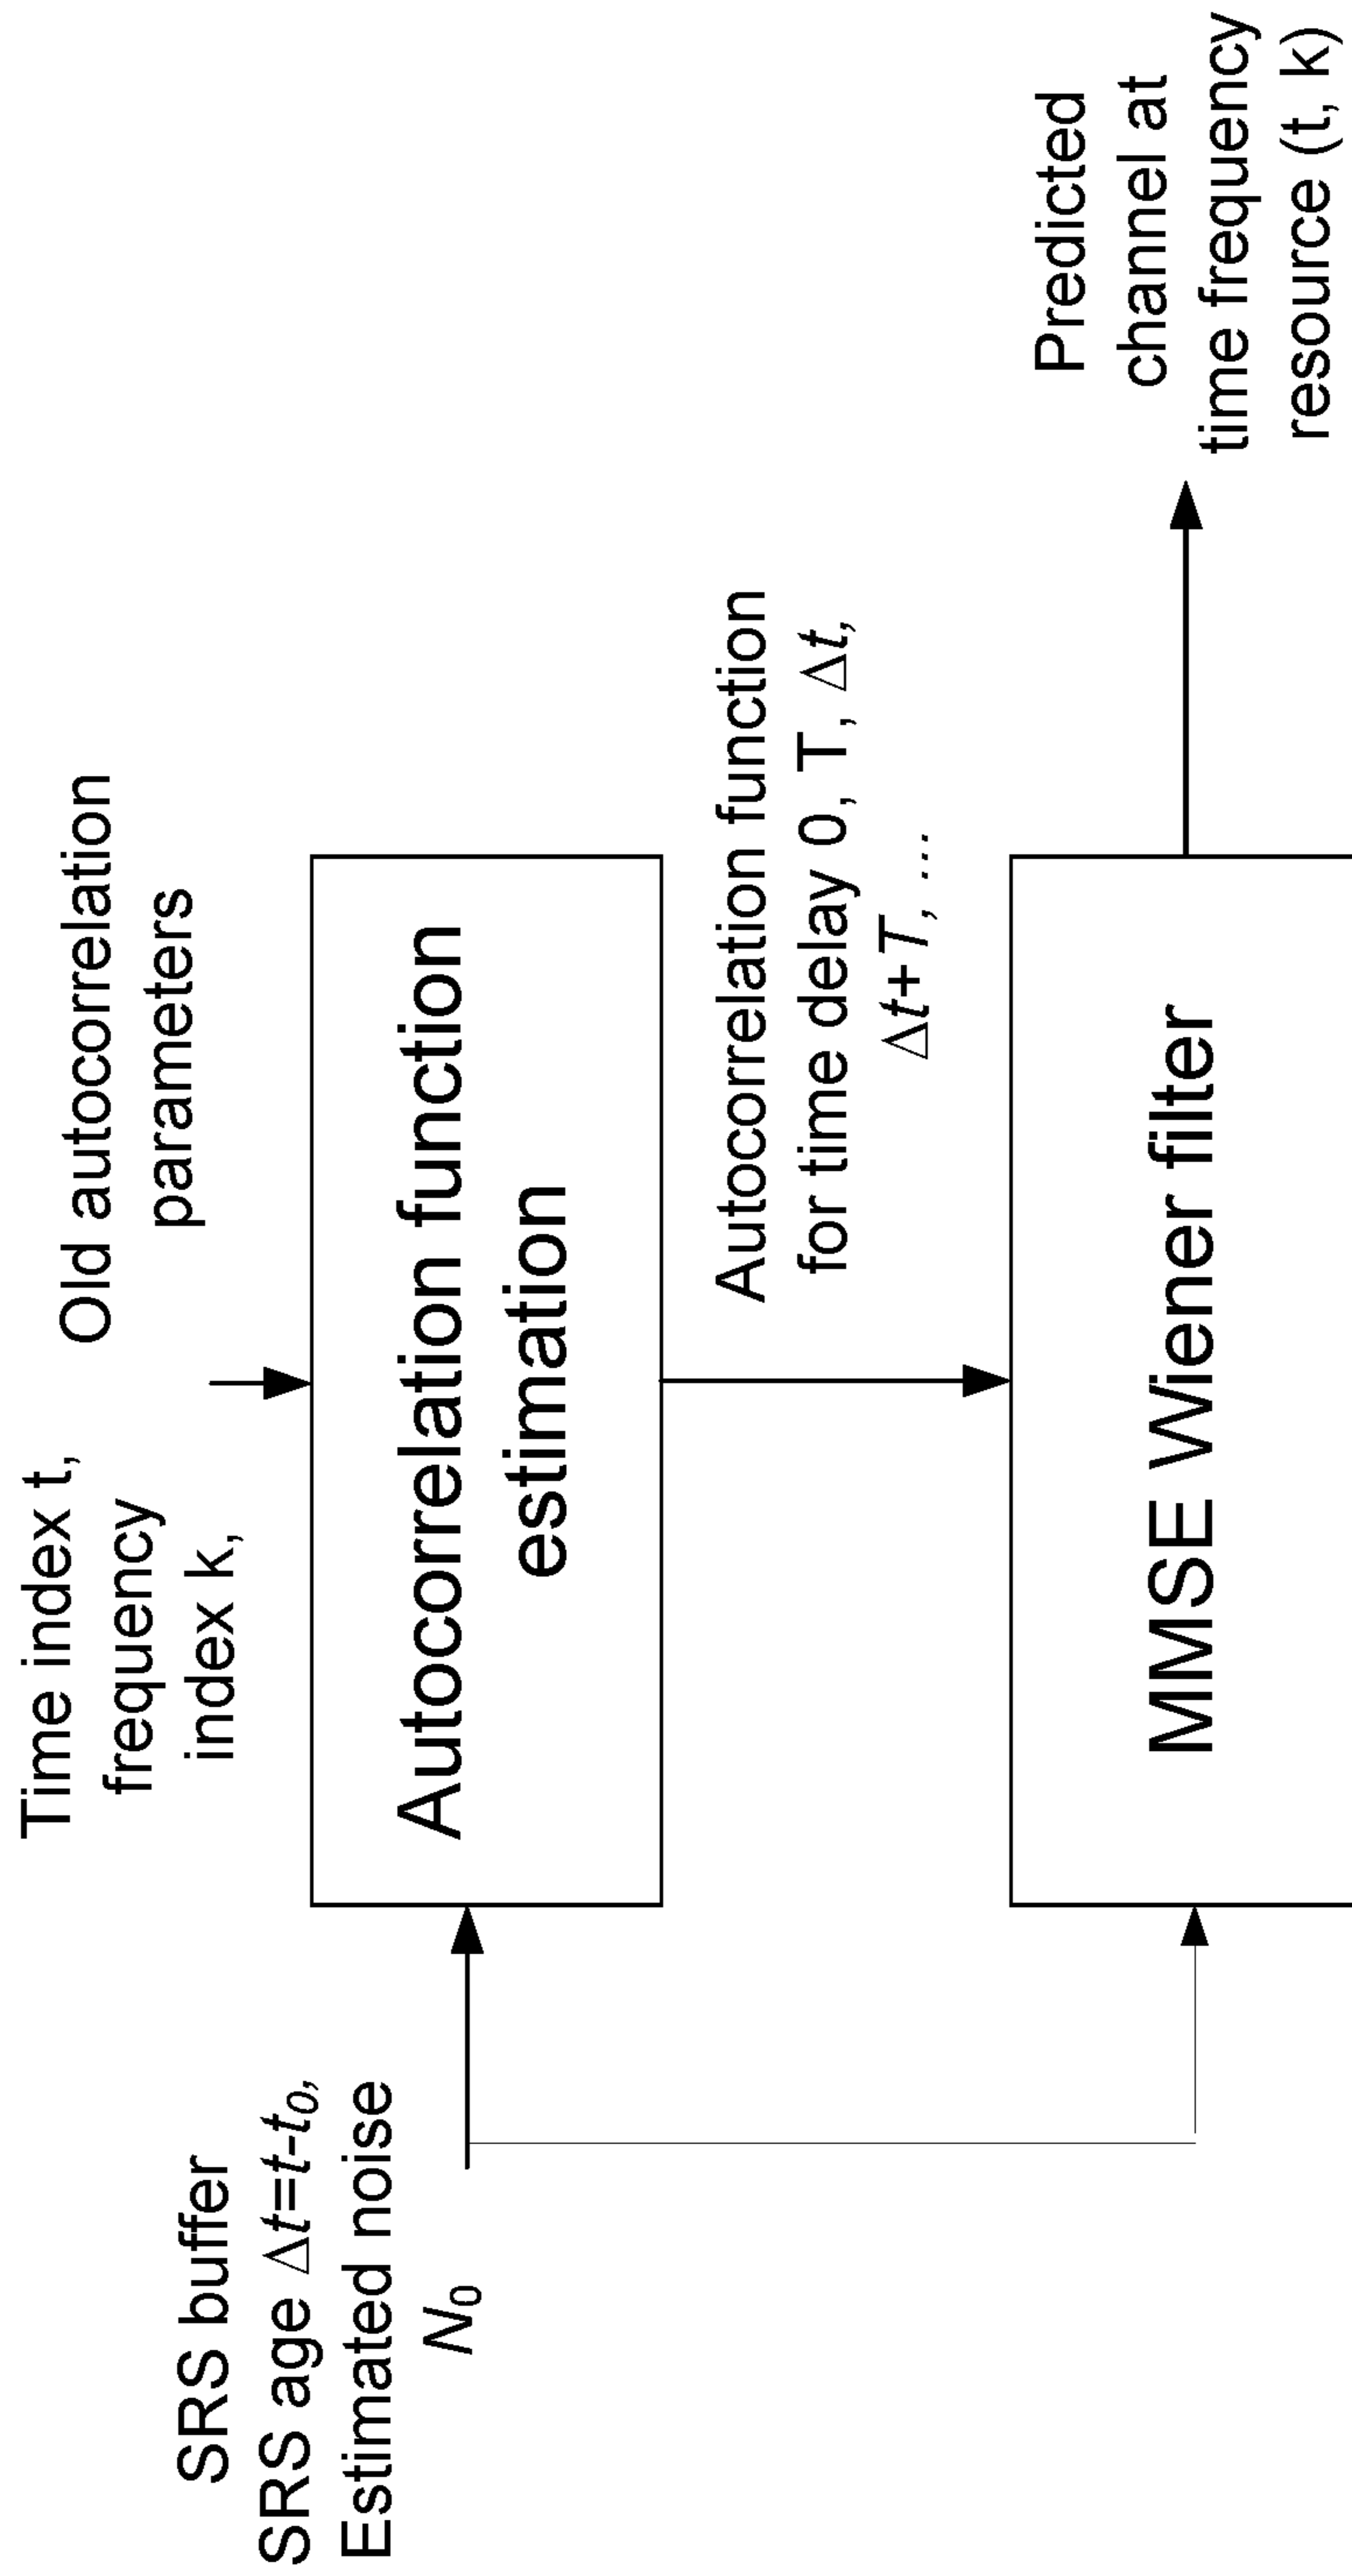 Time index t,
frequency
index k,
Old autocorrelation
parameters
SRS buffer
SRS age Δt=t-t₀,
Estimated noise
N₀
Autocorrelation function
estimation
Autocorrelation function
for time delay 0, T, Δt,
Δt+T, ...
MMSE Wiener filter
Predicted
channel at
time frequency
resource (t, k)